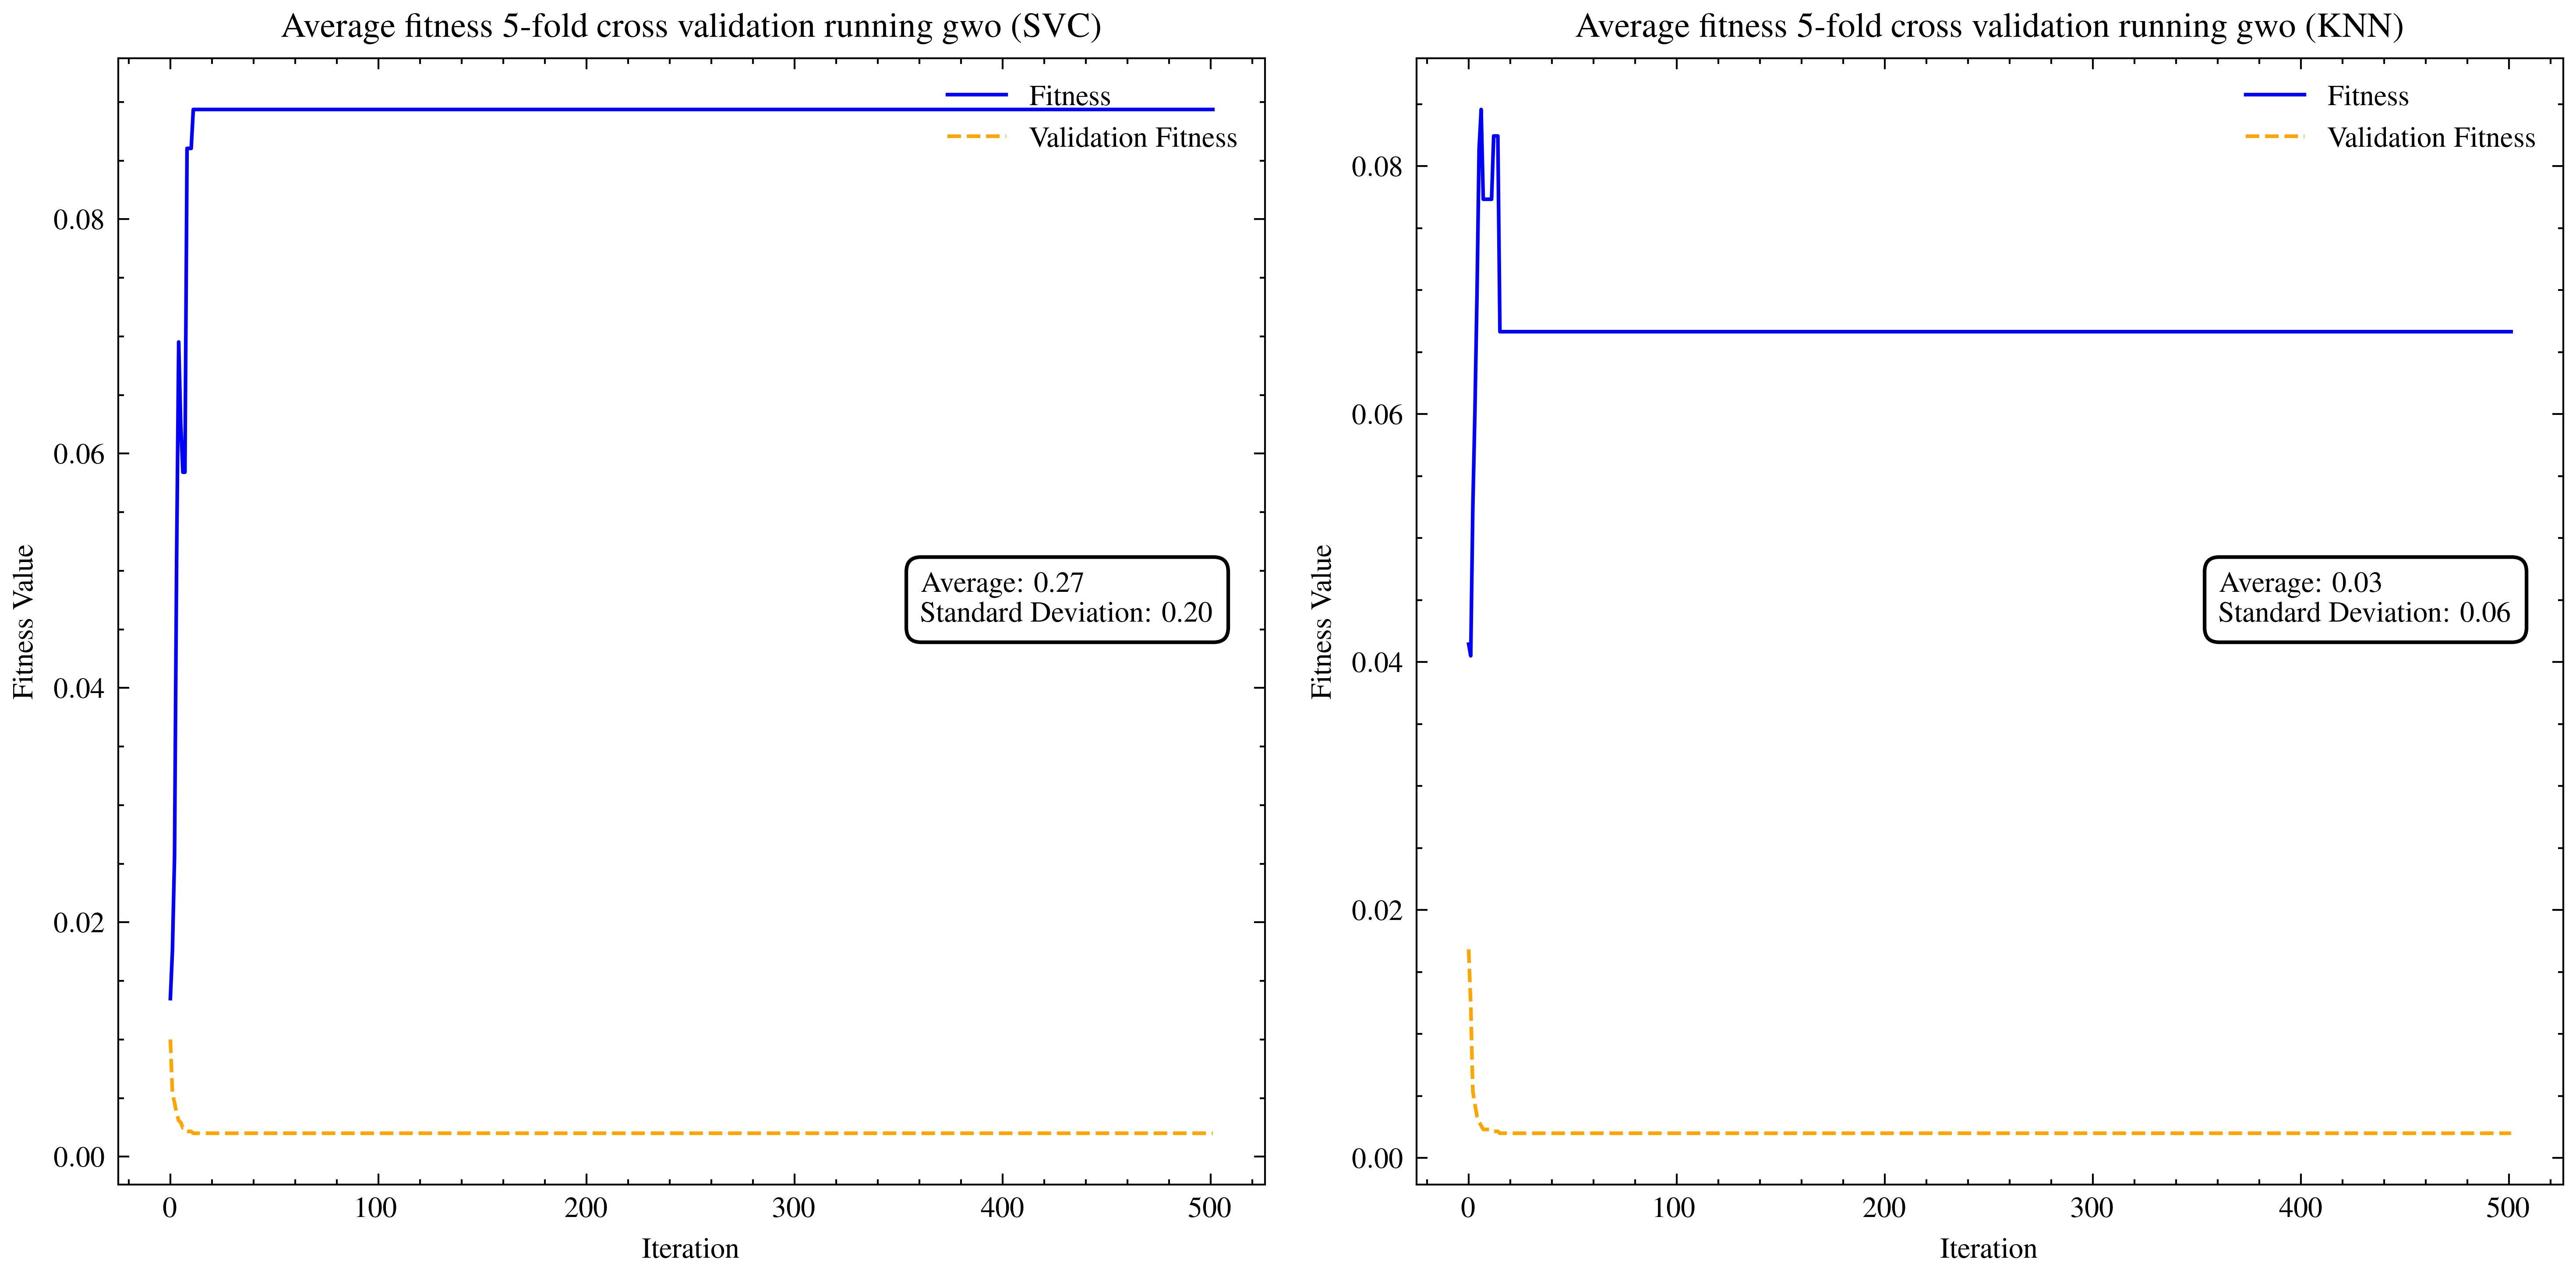 Average fitness 5-fold cross validation running gwo (SVC)
Fitness
Validation Fitness
0.08
0.06
0.04
0.02
0.00
Fitness Value
Average: 0.27
Standard Deviation: 0.20
0
100
200
300
400
500
Iteration
Average fitness 5-fold cross validation running gwo (KNN)
Fitness
Validation Fitness
0.08
0.06
0.04
0.02
0.00
Fitness Value
Average: 0.03
Standard Deviation: 0.06
0
100
200
300
400
500
Iteration